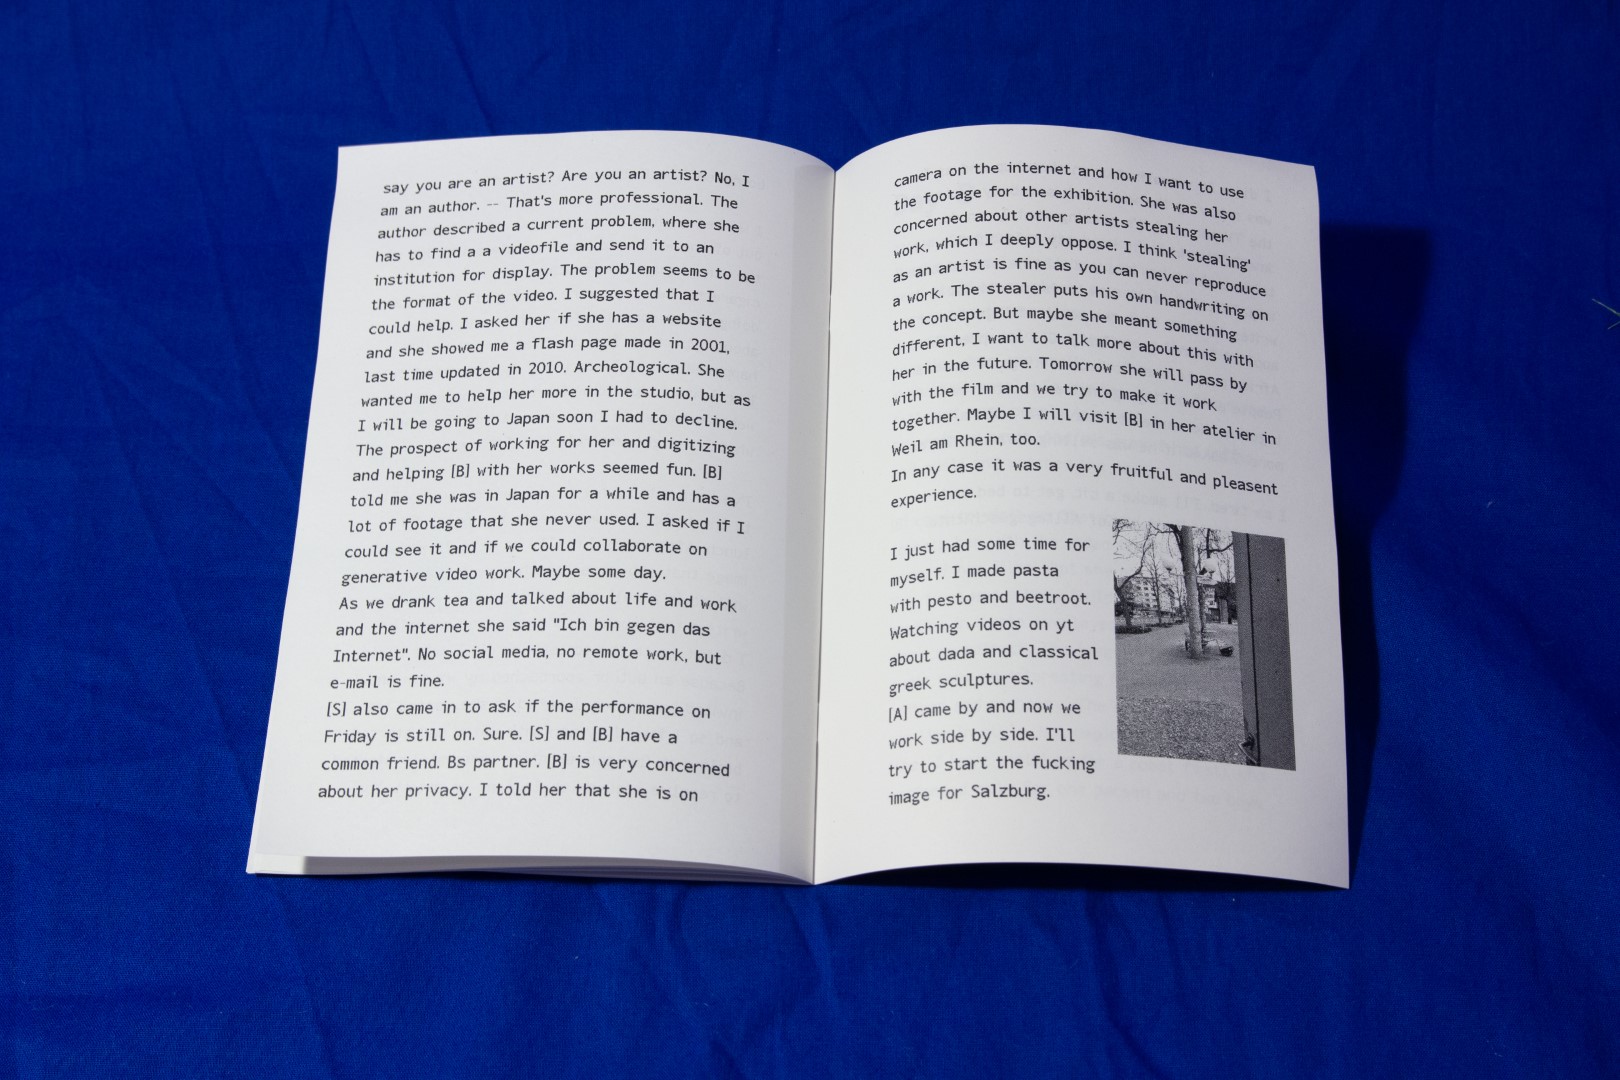 say you are an artist? Are you an artist? No, I
am an author. -- That's more professional. The
author described a current problem, where she
has to find a a videofile and send it to an
institution for display. The problem seems to be
the format of the video. I suggested that I
could help. I asked her if she has a website
and she showed me a flash page made in 2001,
last time updated in 2010. Archeological. She
wanted me to help her more in the studio, but as
I will be going to Japan soon I had to decline.
The prospect of working for her and digitizing
and helping [B] with her works seemed fun. [B]
told me she was in Japan for a while and has a
lot of footage that she never used. I asked if I
could see it and if we could collaborate on
generative video work. Maybe some day.
As we drank tea and talked about life and work
and the internet she said "Ich bin gegen das
Internet". No social media, no remote work, but
e-mail is fine.
[S] also came in to ask if the performance on
Friday is still on. Sure. [S] and [B] have a
common friend. Bs partner. [B] is very concerned
about her privacy. I told her that she is on
camera on the internet and how I want to use
the footage for the exhibition. She was also
concerned about other artists stealing her
work, which I deeply oppose. I think 'stealing'
as an artist is fine as you can never reproduce
a work. The stealer puts his own handwriting on
the concept. But maybe she meant something
different, I want to talk more about this with
her in the future. Tomorrow she will pass by
with the film and we try to make it work
together. Maybe I will visit [B] in her atelier in
Weil am Rhein, too.
In any case it was a very fruitful and pleasent
experience.
I just had some time for
myself. I made pasta
with pesto and beetroot.
Watching videos on yt
about dada and classical
greek sculptures.
[A] came by and now we
work side by side. I'll
try to start the fucking
image for Salzburg.